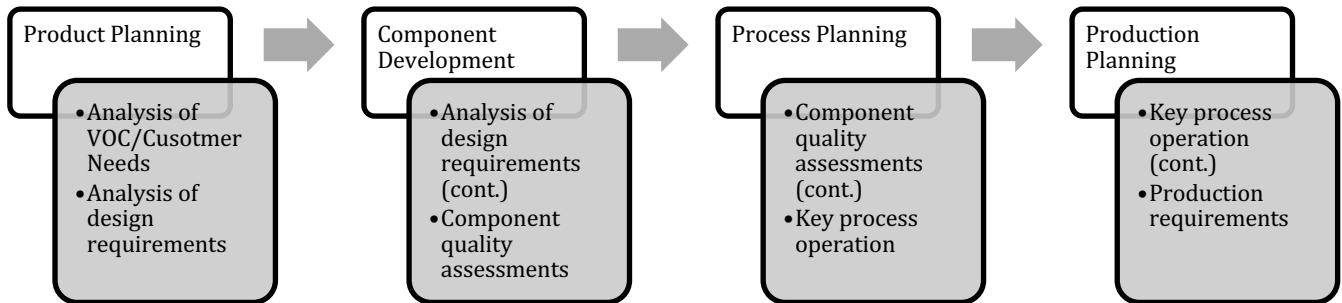 Product Planning
•Analysis of
VOC/Cusotmer
Needs
•Analysis of
design
requirements
Component
Development
•Analysis of
design
requirements
(cont.)
•Component
quality
assessments
Process Planning
•Component
quality
assessments
(cont.)
•Key process
operation
Production
Planning
•Key process
operation
(cont.)
•Production
requirements